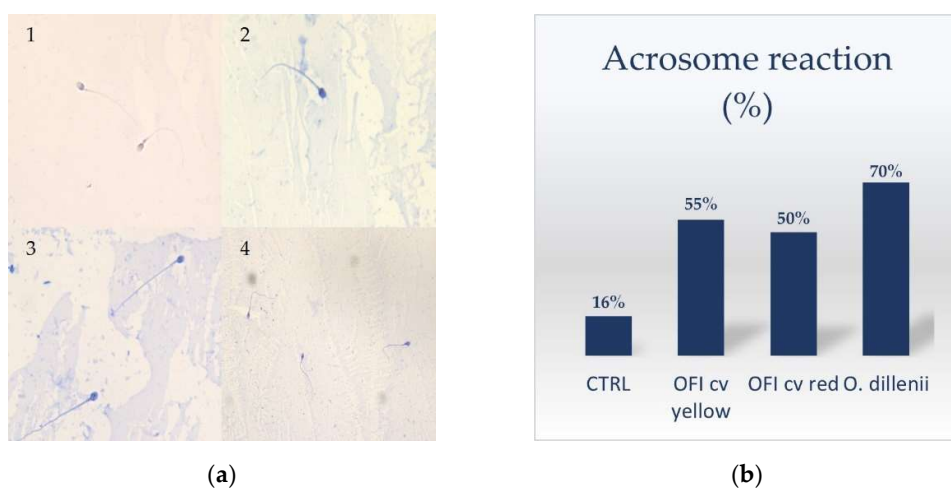 1
2
3
4
Acrosome reaction
(%)
16%
55%
50%
70%
CTRL
OFI cv
yellow
OFI cv red
O. dillenii
(a)
(b)